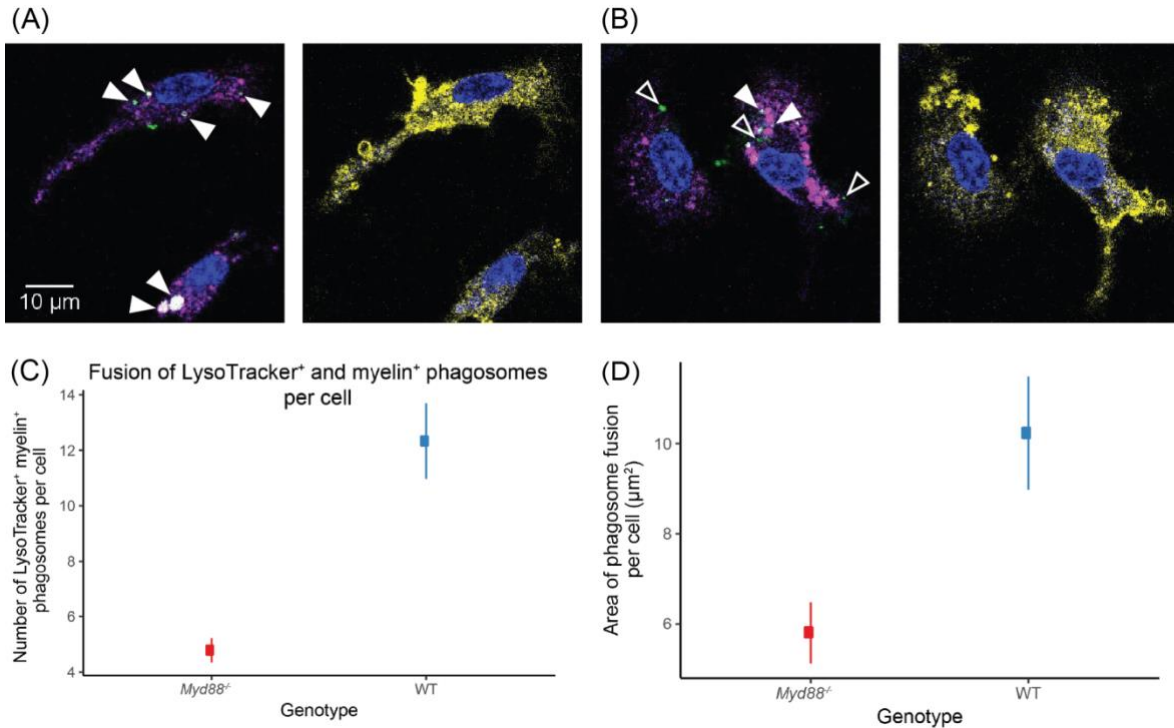 (A)
(B)
10 µm
(C)
Fusion of LysoTracker⁺ and myelin⁺ phagosomes
per cell
Number of LysoTracker⁺ myelin⁺
phagosomes per cell
14
12
10
8
6
4
Myd88⁻/⁻
WT
Genotype
(D)
Area of phagosome fusion
per cell (µm²)
10
8
6
Myd88⁻/⁻
WT
Genotype